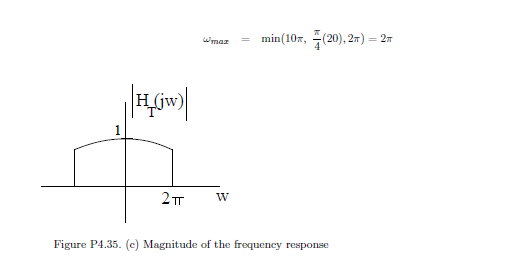 ω_max = min(10π, π/4 (20), 2π) = 2π
|H_T(jw)|
1
2π w
Figure P4.35. (c) Magnitude of the frequency response